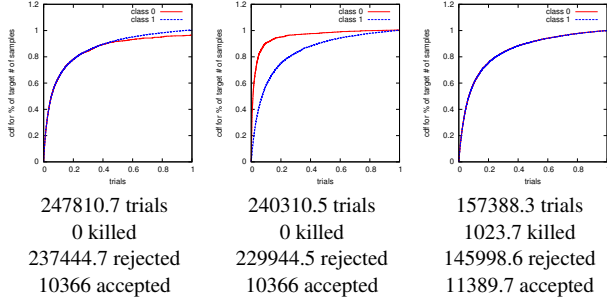 class 0
class 1
cdf for % of target # of samples
1.2
1
0.8
0.6
0.4
0.2
0
0 0.2 0.4 0.6 0.8 1
trials
class 0
class 1
cdf for % of target # of samples
1.2
1
0.8
0.6
0.4
0.2
0
0 0.2 0.4 0.6 0.8 1
trials
class 0
class 1
cdf for % of target # of samples
1.2
1
0.8
0.6
0.4
0.2
0
0 0.2 0.4 0.6 0.8 1
trials
247810.7 trials
0 killed
237444.7 rejected
10366 accepted
240310.5 trials
0 killed
229944.5 rejected
10366 accepted
157388.3 trials
1023.7 killed
145998.6 rejected
11389.7 accepted